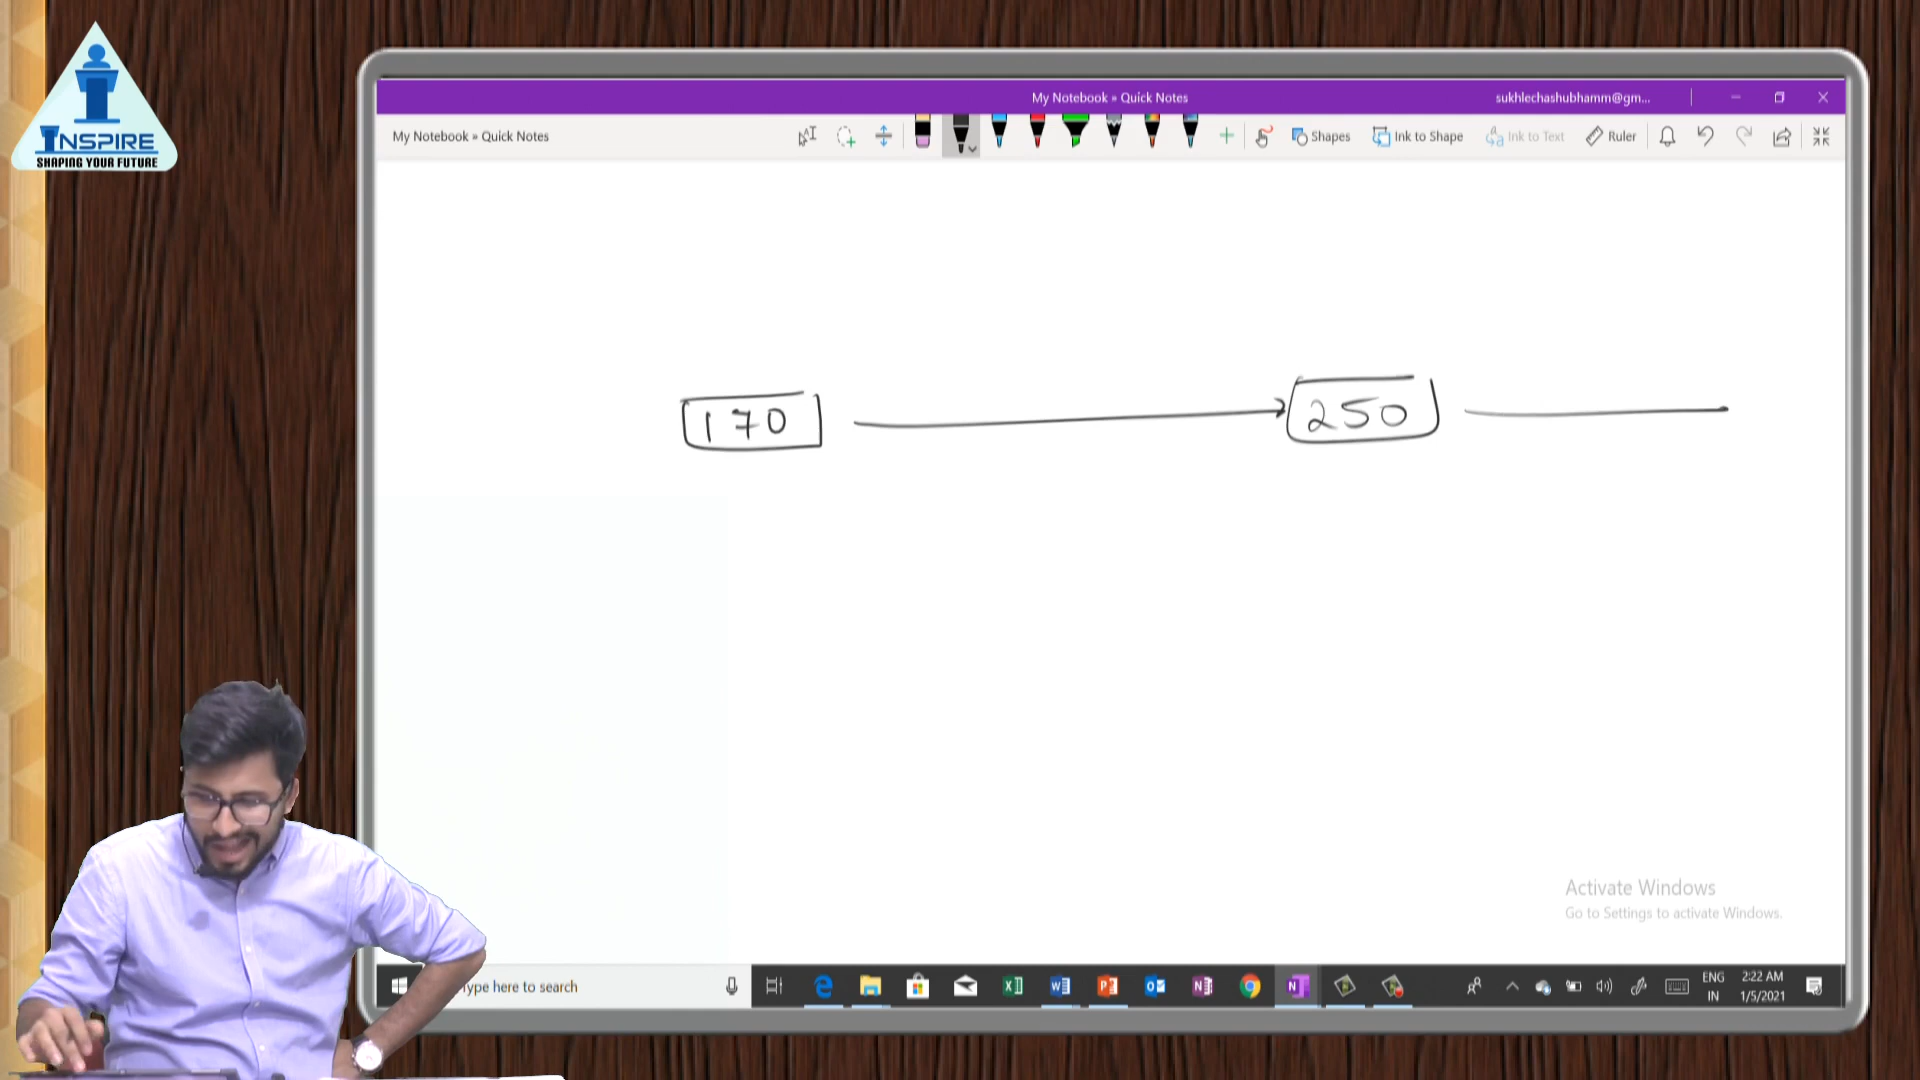 INSPIRE
SHAPING YOUR FUTURE
My Notebook » Quick Notes
sukhlechashubhamm@gm...
My Notebook » Quick Notes
Shapes
Ink to Shape
Ink to Text
Ruler
170
250
Activate Windows
Go to Settings to activate Windows.
ype here to search
ENG
IN
2:22 AM
1/5/2021